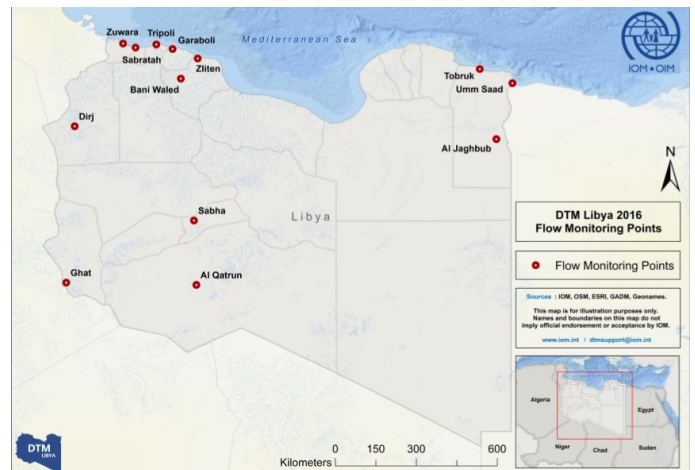 Zuwara
Tripoli
Garaboli
Mediterranean Sea
Sabratah
Zliten
Bani Waled
Tobruk
Umm Saad
Dirj
Al Jaghbub
Sabha
Libya
Ghat
Al Qatrun
IOM • OIM
N
DTM Libya 2016
Flow Monitoring Points
Flow Monitoring Points
Sources : IOM, OSM, ESRI, GADM, Geonames.
This map is for illustration purposes only.
Names and boundaries on this map do not
imply official endorsement or acceptance by IOM.
www.iom.int / dtmsupport@iom.int
Algeria
Egypt
Niger
Chad
Sudan
DTM
LIBYA
0 150 300 600
Kilometers